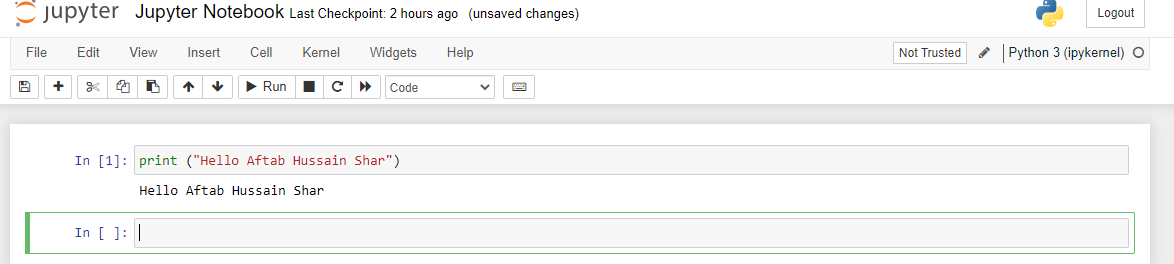 jupyter Jupyter Notebook Last Checkpoint: 2 hours ago (unsaved changes) Logout
File Edit View Insert Cell Kernel Widgets Help Not Trusted Python 3 (ipykernel)
Run Code
In [1]: print ("Hello Aftab Hussain Shar")
Hello Aftab Hussain Shar
In [ ]: